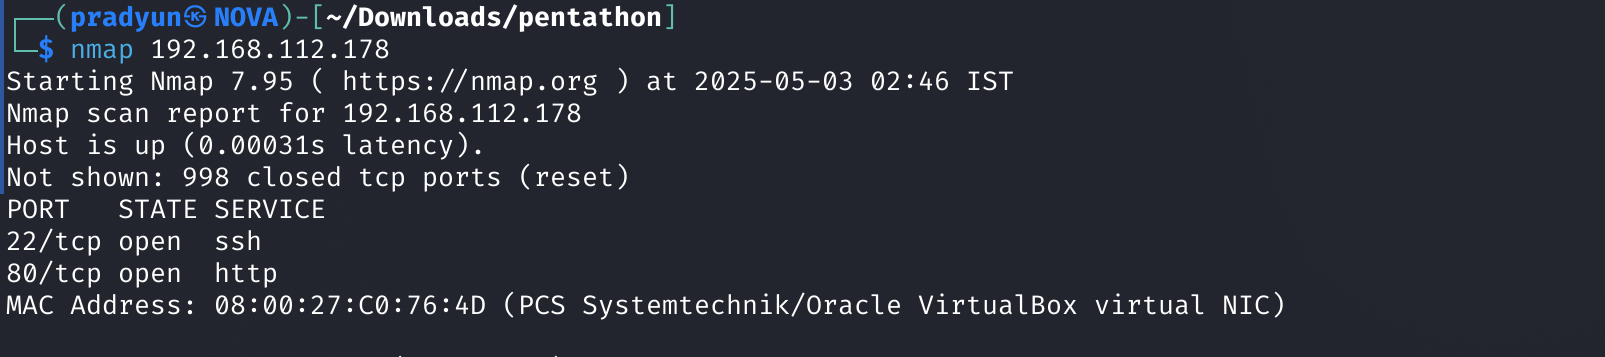 ┌──(pradyun㉿NOVA)-[~/Downloads/pentathon]
└─$ nmap 192.168.112.178
Starting Nmap 7.95 ( https://nmap.org ) at 2025-05-03 02:46 IST
Nmap scan report for 192.168.112.178
Host is up (0.00031s latency).
Not shown: 998 closed tcp ports (reset)
PORT   STATE SERVICE
22/tcp open  ssh
80/tcp open  http
MAC Address: 08:00:27:C0:76:4D (PCS Systemtechnik/Oracle VirtualBox virtual NIC)